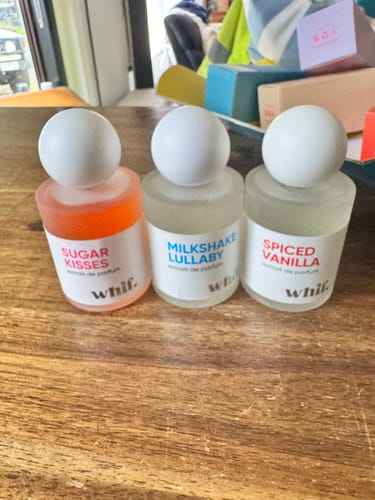 SUGAR
KISSES
extrait de parfum
whif.
MILKSHAKE
LULLABY
extrait de parfum
whif.
SPICED
VANILLA
extrait de parfum
whif.